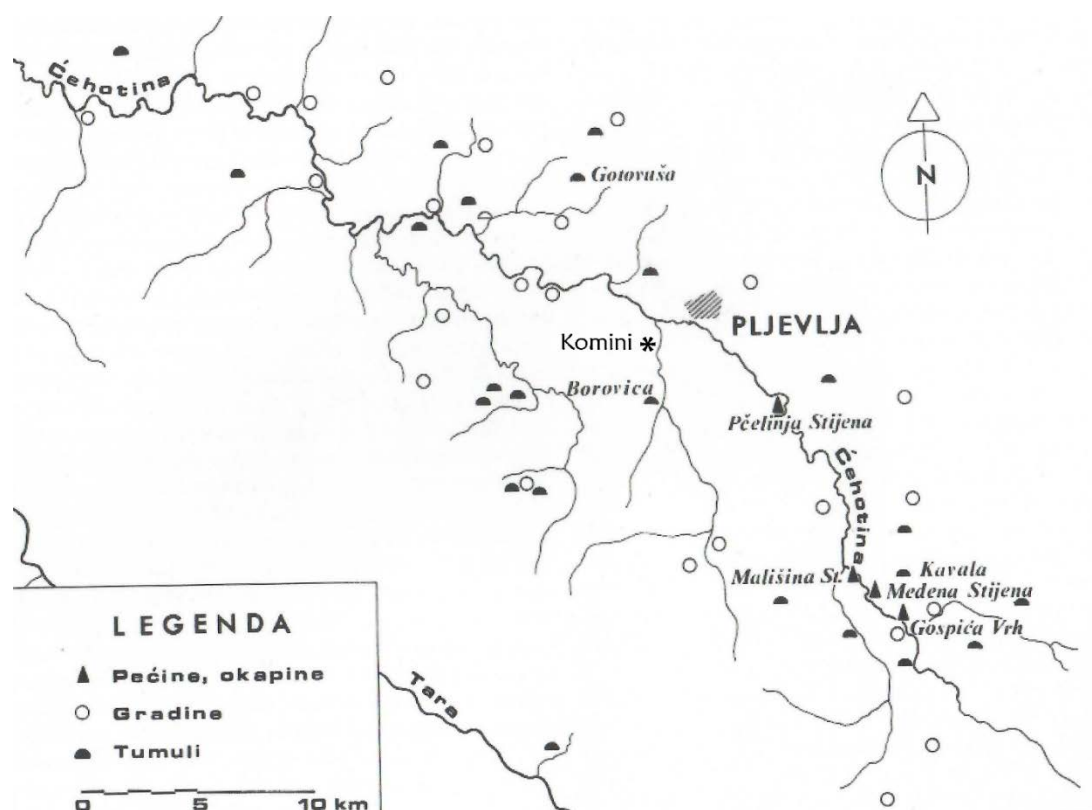 Ćehotina
Gotovuša
N
PLJEVLJA
Komini
Borovica
Pčelinja Stijena
Ćehotina
Mališina St.
Kavala
Medena Stijena
Gospića Vrh
Tara
LEGENDA
Pećine, okapine
Gradine
Tumuli
0 5 10 km